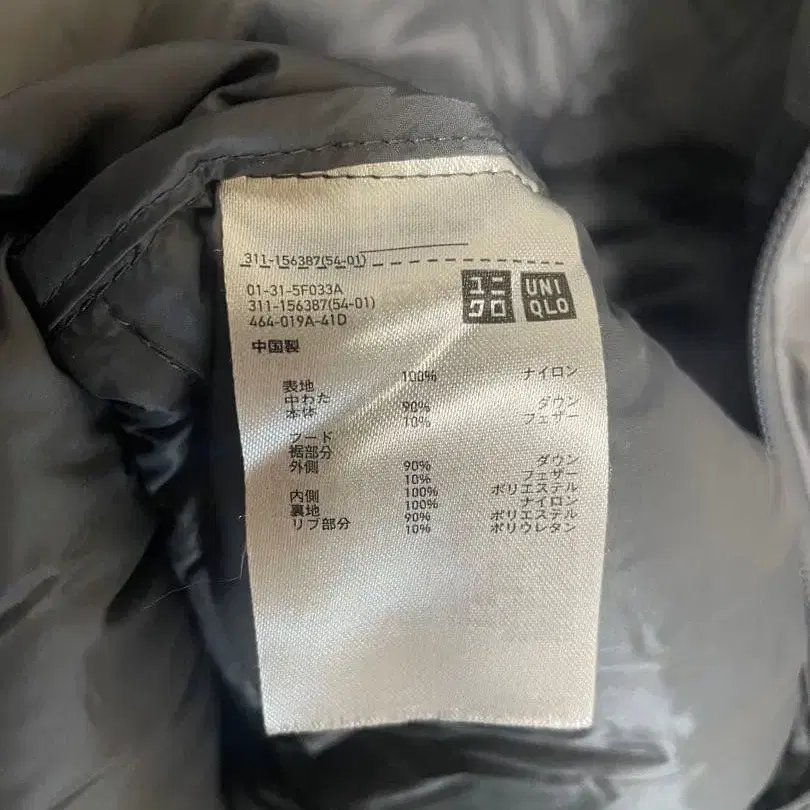 311-156387(54-01)
01-31-5F033A
311-156387(54-01)
464-019A-41D
ユニクロ
UNIQLO
中国製
表地 100% ナイロン
中わた
本体 90% ダウン
10% フェザー
フード
裾部分
外側 90% ダウン
10% フェザー
内側 100% ポリエステル
裏地 100% ナイロン
リブ部分 90% ポリエステル
10% ポリウレタン